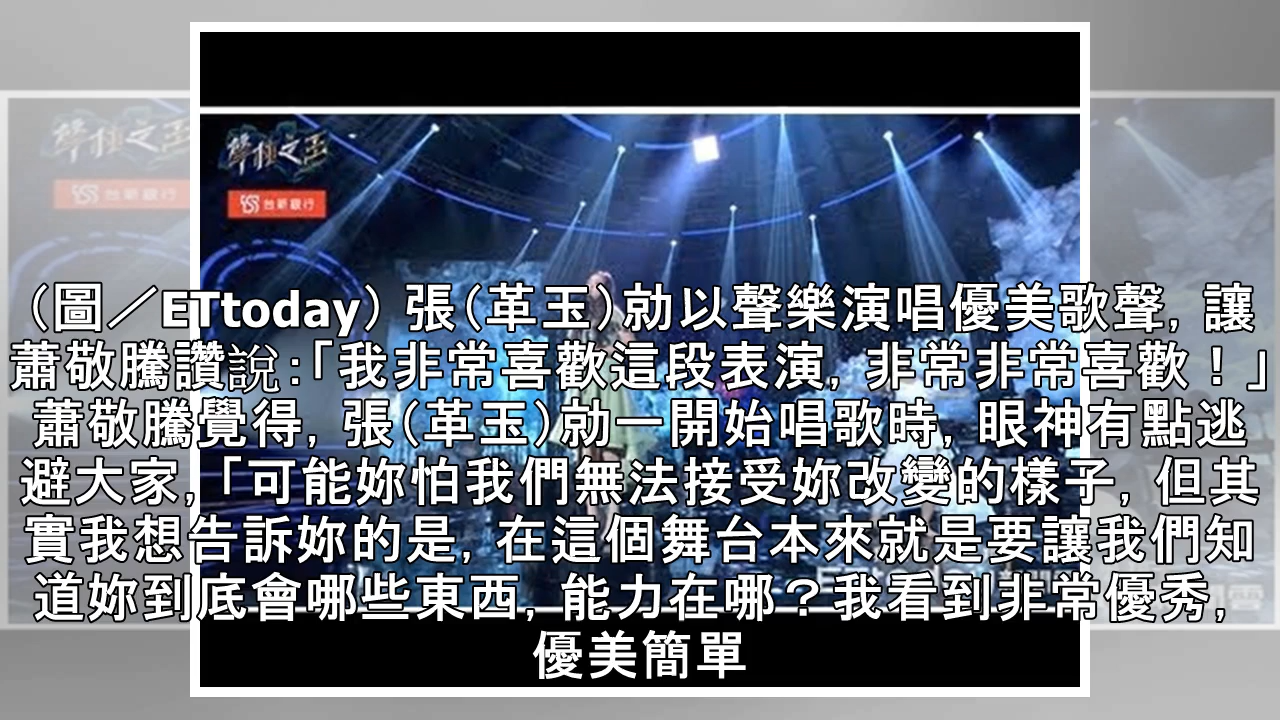 聲林之王
台新銀行
（圖／ETtoday）張（革玉）勍以聲樂演唱優美歌聲，讓
蕭敬騰讚說：「我非常喜歡這段表演，非常非常喜歡！」
蕭敬騰覺得，張（革玉）勍一開始唱歌時，眼神有點逃
避大家，「可能妳怕我們無法接受妳改變的樣子，但其
實我想告訴妳的是，在這個舞台本來就是要讓我們知
道妳到底會哪些東西，能力在哪？我看到非常優秀，
優美簡單